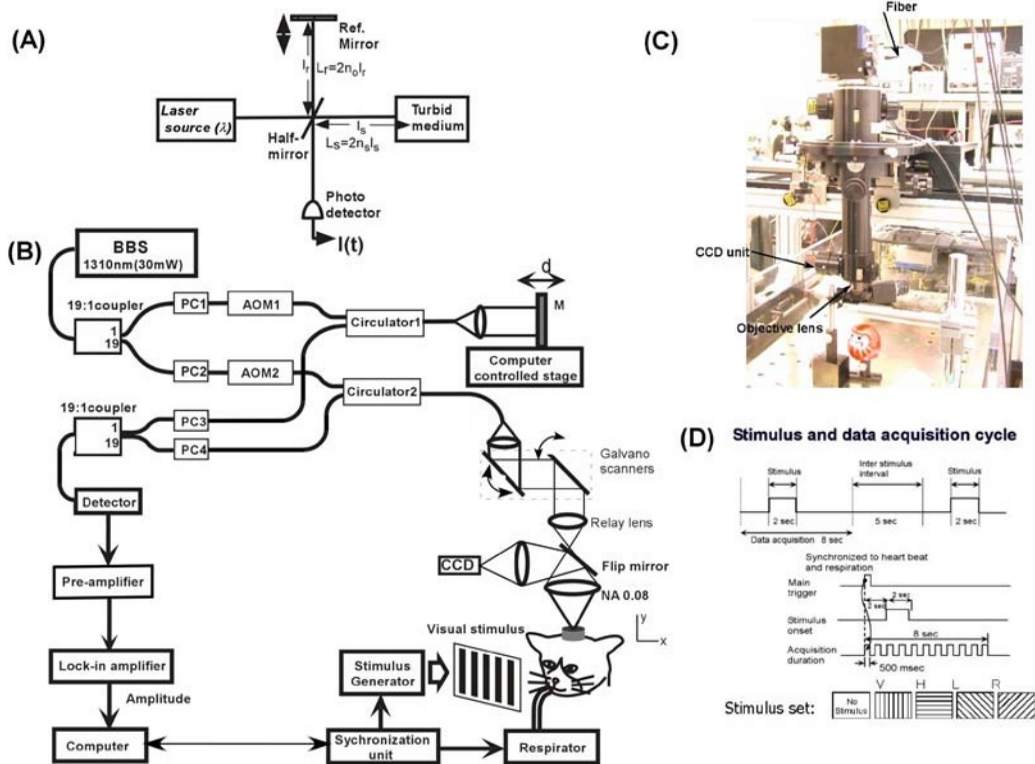 (A)
Ref.
Mirror
lr
Lr=2nolr
Laser
source (λ)
Turbid
medium
ls
Ls=2nsls
Half-
mirror
Photo
detector
I(t)
(B)
BBS
1310nm(30mW)
19:1coupler
1
19
PC1
AOM1
PC2
AOM2
Circulator1
Circulator2
d
M
Computer
controlled stage
19:1coupler
1
19
PC3
PC4
Detector
Pre-amplifier
Lock-in amplifier
Amplitude
Computer
Galvano
scanners
Relay lens
CCD
Flip mirror
NA 0.08
y
x
Visual stimulus
Stimulus
Generator
Sychronization
unit
Respirator
(C)
Fiber
CCD unit
Objective lens
(D)
Stimulus and data acquisition cycle
Stimulus
Inter stimulus
interval
Stimulus
2 sec
5 sec
2 sec
Data acquisition 8 sec
Synchronized to heart beat
and respiration
Main
trigger
2 sec
2 sec
Stimulus
onset
8 sec
Acquisition
duration
500 msec
V H L R
Stimulus set:
No
Stimulus